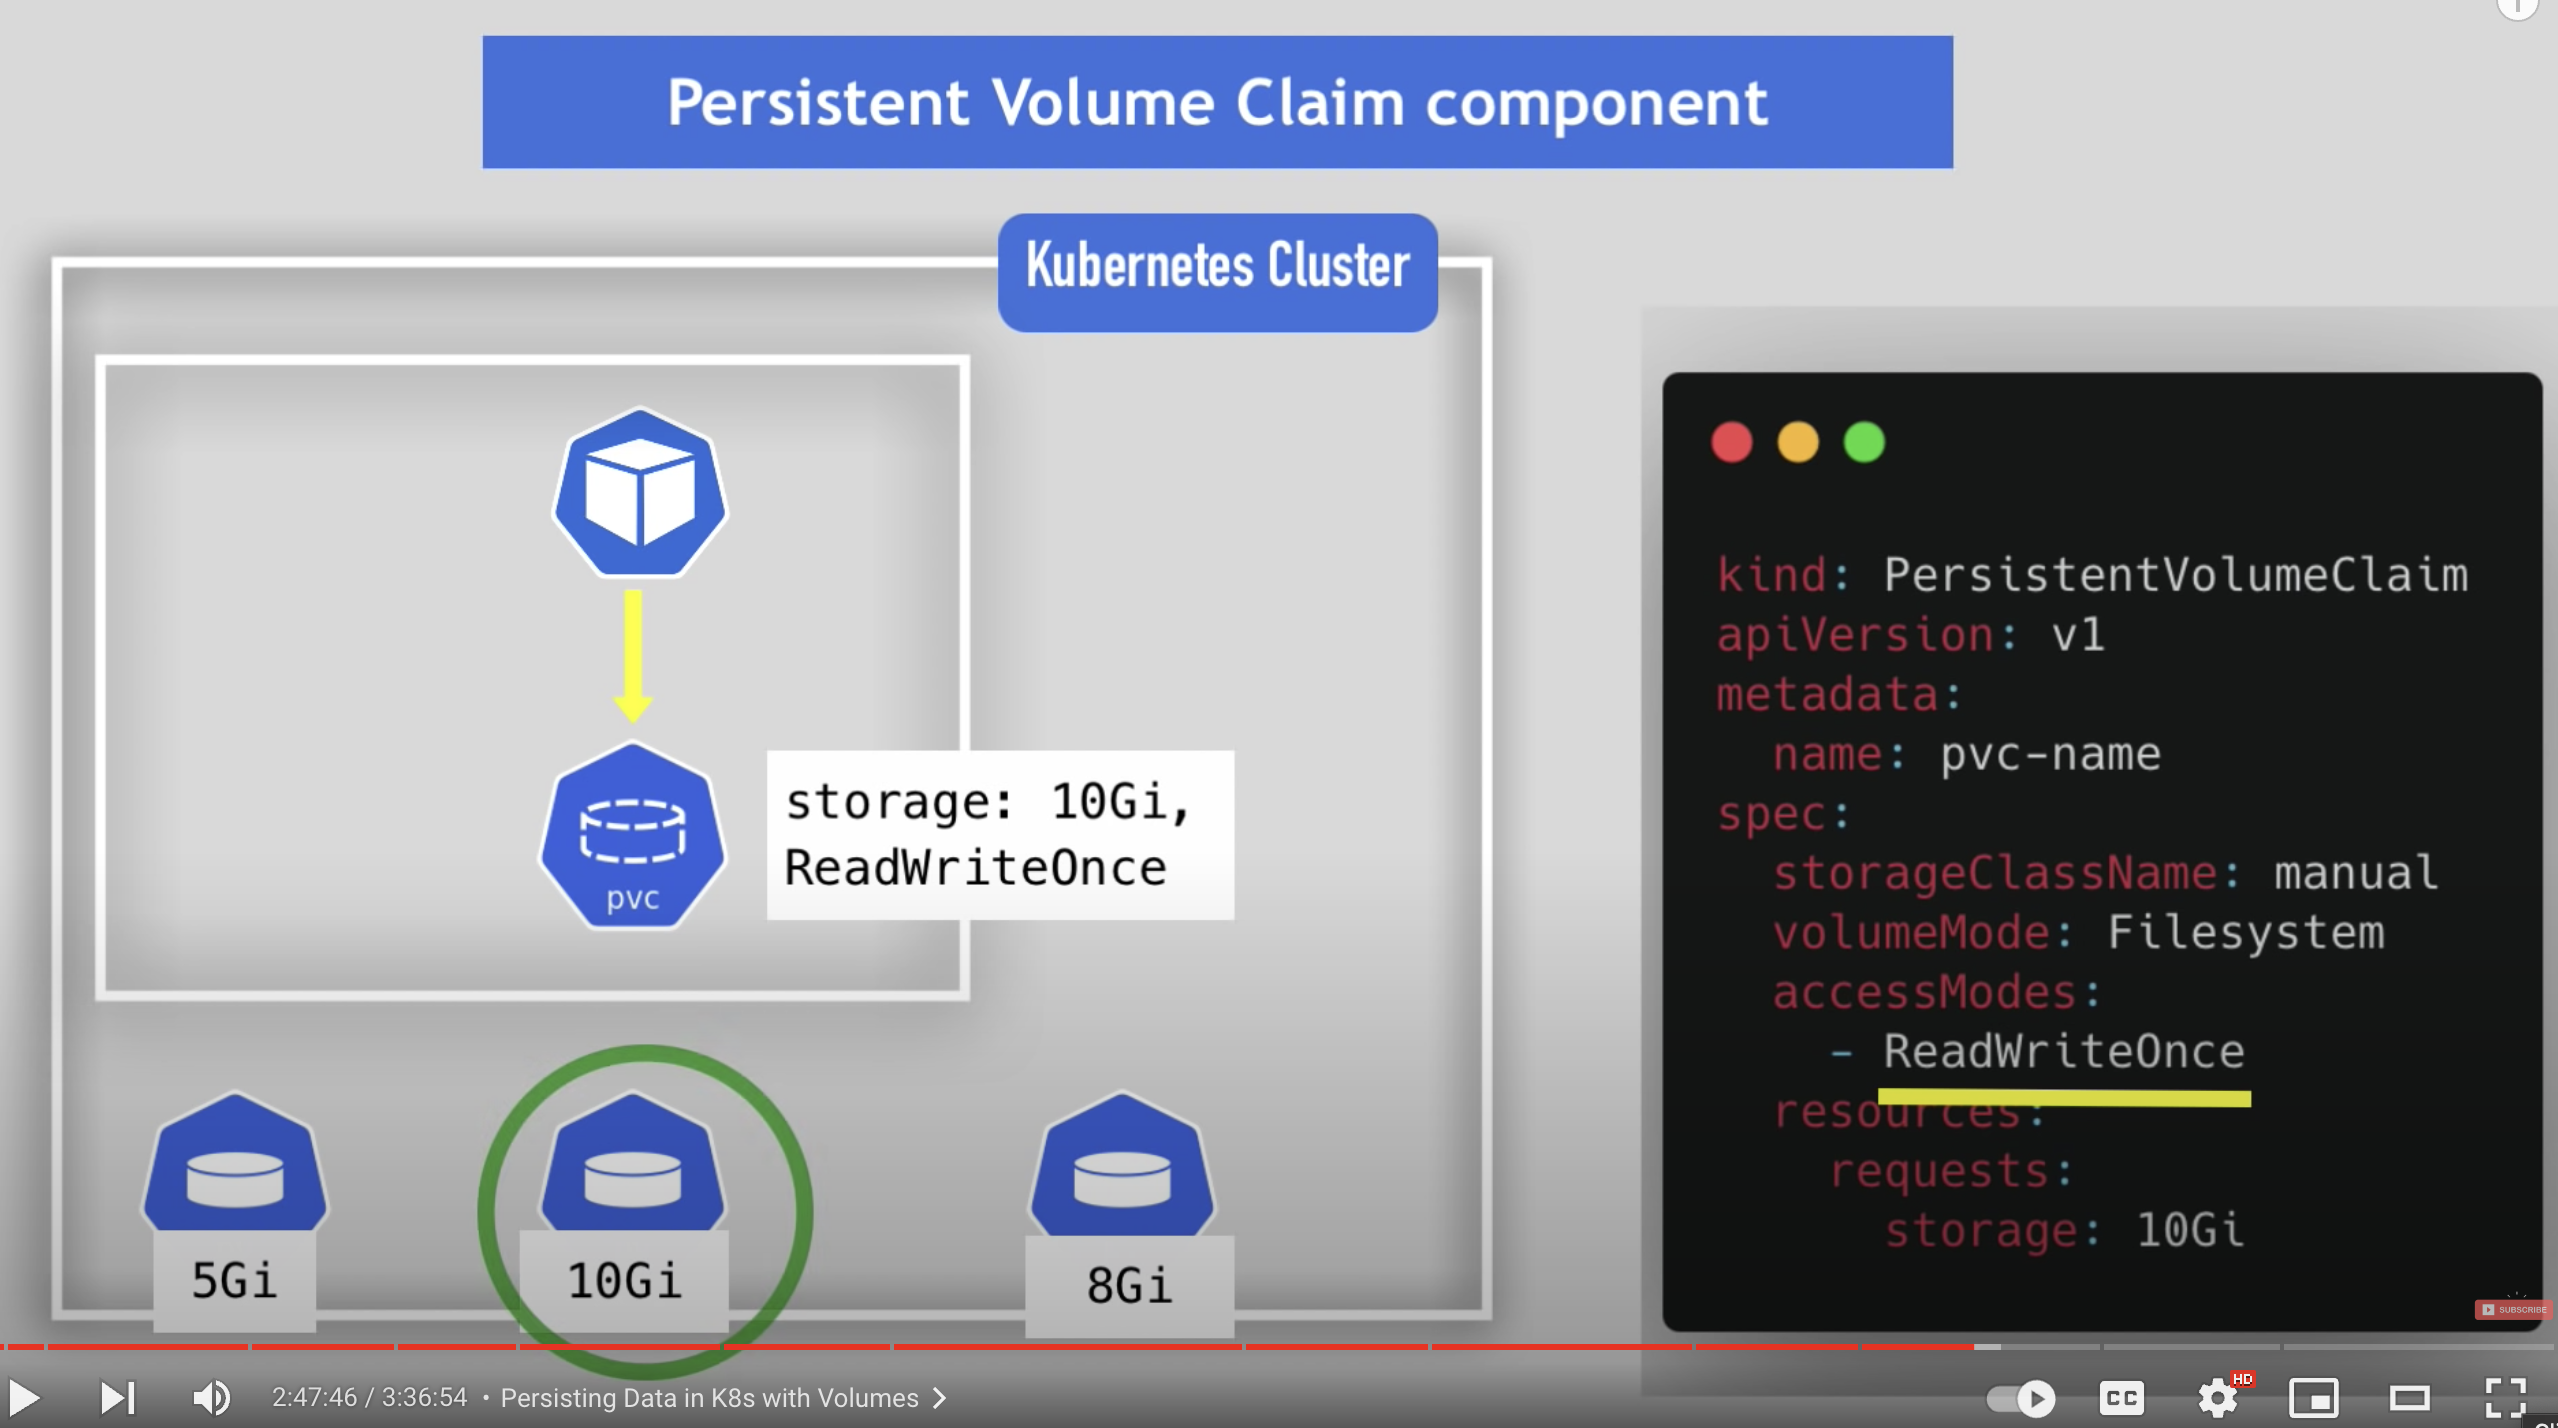 Persistent Volume Claim component
Kubernetes Cluster
pvc
storage: 10Gi,
ReadWriteOnce
5Gi
10Gi
8Gi
kind: PersistentVolumeClaim
apiVersion: v1
metadata:
  name: pvc-name
spec:
  storageClassName: manual
  volumeMode: Filesystem
  accessModes:
    - ReadWriteOnce
  resources:
    requests:
      storage: 10Gi
SUBSCRIBE
2:47:46 / 3:36:54 • Persisting Data in K8s with Volumes
CC
HD